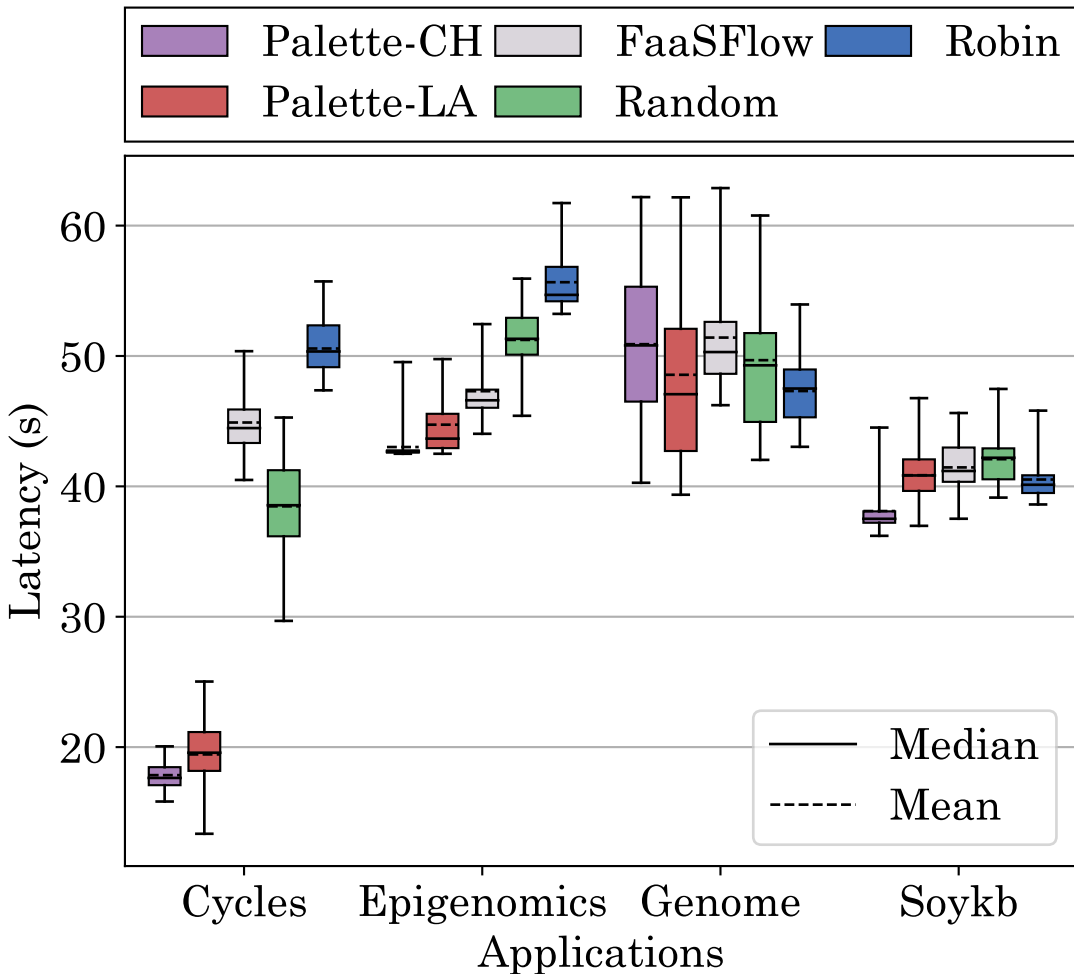 Palette-CH FaaSFlow Robin
Palette-LA Random
Latency (s)
60
50
40
30
20
Median
Mean
Cycles Epigenomics Genome Soykb
Applications